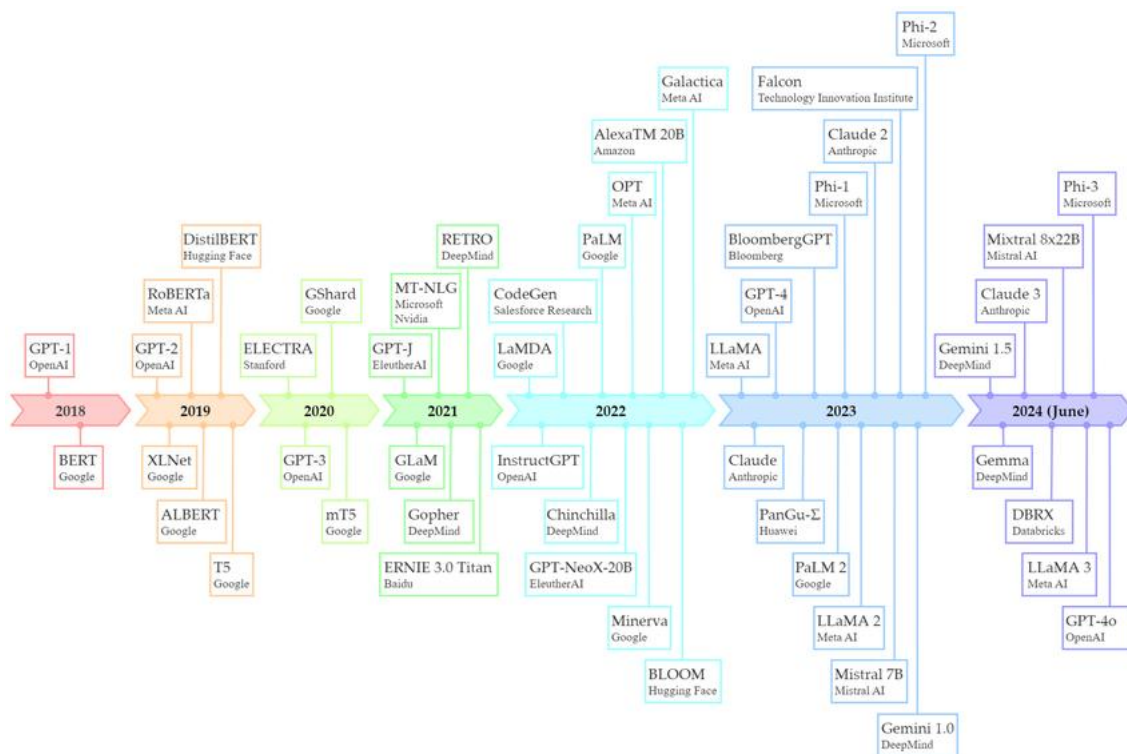 Phi-2
Microsoft
Galactica
Meta AI
Falcon
Technology Innovation Institute
AlexaTM 20B
Amazon
Claude 2
Anthropic
OPT
Meta AI
Phi-1
Microsoft
Phi-3
Microsoft
DistilBERT
Hugging Face
RETRO
DeepMind
PaLM
Google
BloombergGPT
Bloomberg
Mixtral 8x22B
Mistral AI
RoBERTa
Meta AI
GShard
Google
MT-NLG
Microsoft
Nvidia
CodeGen
Salesforce Research
GPT-4
OpenAI
Claude 3
Anthropic
GPT-1
OpenAI
GPT-2
OpenAI
ELECTRA
Stanford
GPT-J
EleutherAI
LaMDA
Google
LLaMA
Meta AI
Gemini 1.5
DeepMind
2018
2019
2020
2021
2022
2023
2024 (June)
BERT
Google
XLNet
Google
GPT-3
OpenAI
GLaM
Google
InstructGPT
OpenAI
Claude
Anthropic
Gemma
DeepMind
ALBERT
Google
mT5
Google
Gopher
DeepMind
Chinchilla
DeepMind
PanGu-Σ
Huawei
DBRX
Databricks
T5
Google
ERNIE 3.0 Titan
Baidu
GPT-NeoX-20B
EleutherAI
PaLM 2
Google
LLaMA 3
Meta AI
Minerva
Google
LLaMA 2
Meta AI
GPT-4o
OpenAI
BLOOM
Hugging Face
Mistral 7B
Mistral AI
Gemini 1.0
DeepMind